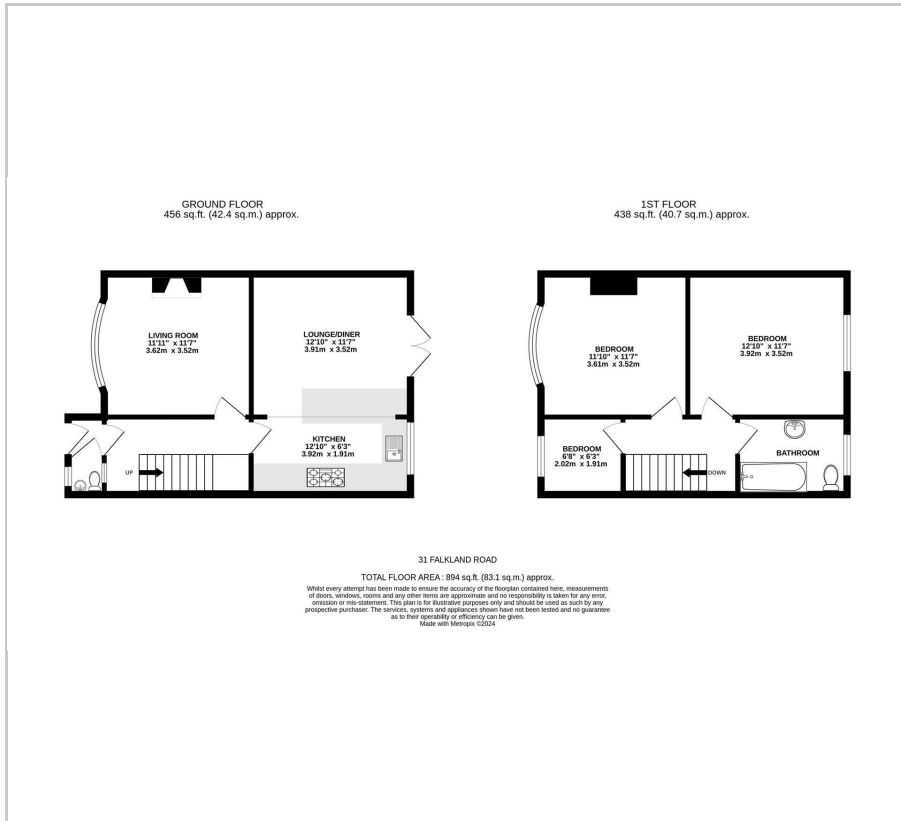 GROUND FLOOR
456 sq.ft. (42.4 sq.m.) approx.
LIVING ROOM
11'11" x 11'7"
3.62m x 3.52m
LOUNGE/DINER
12'10" x 11'7"
3.91m x 3.52m
KITCHEN
12'10" x 6'3"
3.92m x 1.91m
UP
1ST FLOOR
438 sq.ft. (40.7 sq.m.) approx.
BEDROOM
11'10" x 11'7"
3.61m x 3.52m
BEDROOM
12'10" x 11'7"
3.92m x 3.52m
BEDROOM
6'8" x 6'3"
2.02m x 1.91m
DOWN
BATHROOM
31 FALKLAND ROAD
TOTAL FLOOR AREA : 894 sq.ft. (83.1 sq.m.) approx.
Whilst every attempt has been made to ensure the accuracy of the floorplan contained here, measurements
of doors, windows, rooms and any other items are approximate and no responsibility is taken for any error,
omission or mis-statement. This plan is for illustrative purposes only and should be used as such by any
prospective purchaser. The services, systems and appliances shown have not been tested and no guarantee
as to their operability or efficiency can be given.
Made with Metropix ©2024